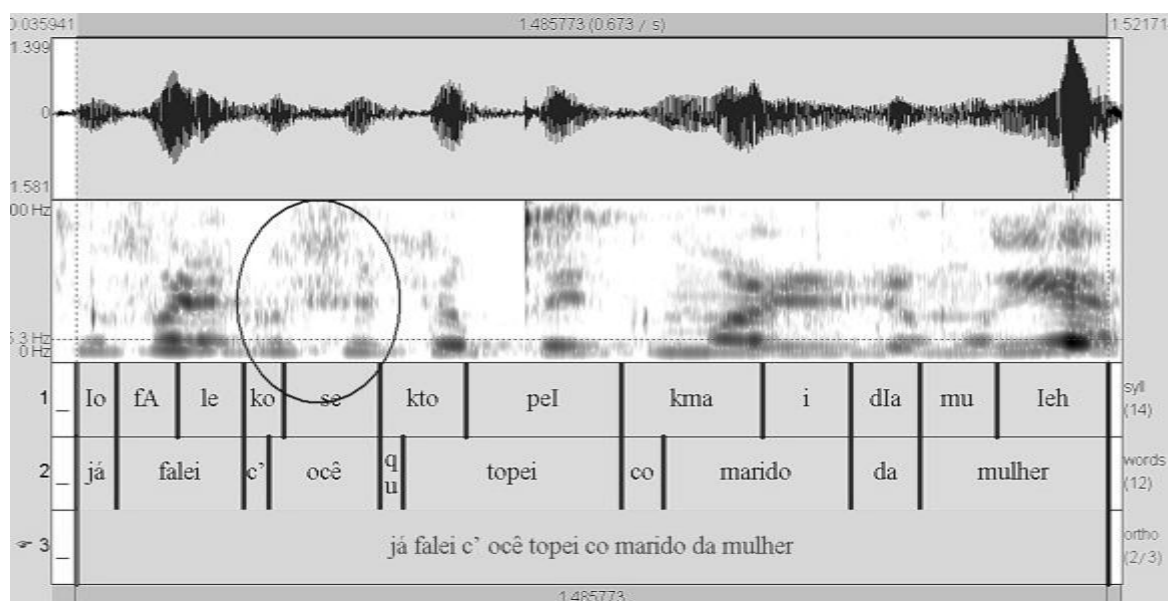 0.035941 1.485773 (0.673 / s) 1.52171
1.399
0
1.581
00 Hz
5.3 Hz
0 Hz
1 _ Io fA le ko se kto peI kma i dIa mu Ieh syll (14)
2 _ já falei c’ ocê qu topei co marido da mulher words (12)
3 _ já falei c’ ocê topei co marido da mulher ortho (2/3)
1.485773